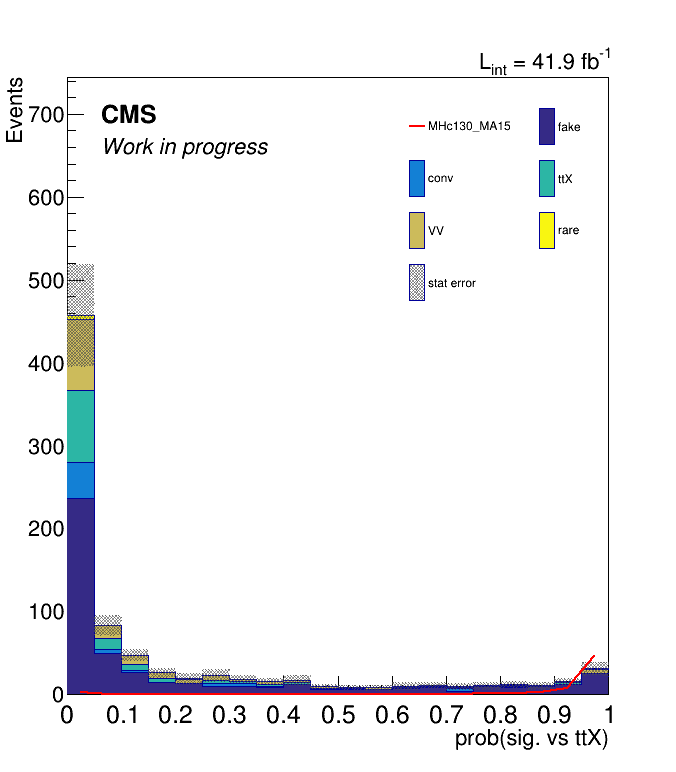 L_int = 41.9 fb^-1
Events
CMS
Work in progress
MHc130_MA15
fake
conv
ttX
VV
rare
stat error
700
600
500
400
300
200
100
0
0 0.1 0.2 0.3 0.4 0.5 0.6 0.7 0.8 0.9 1
prob(sig. vs ttX)